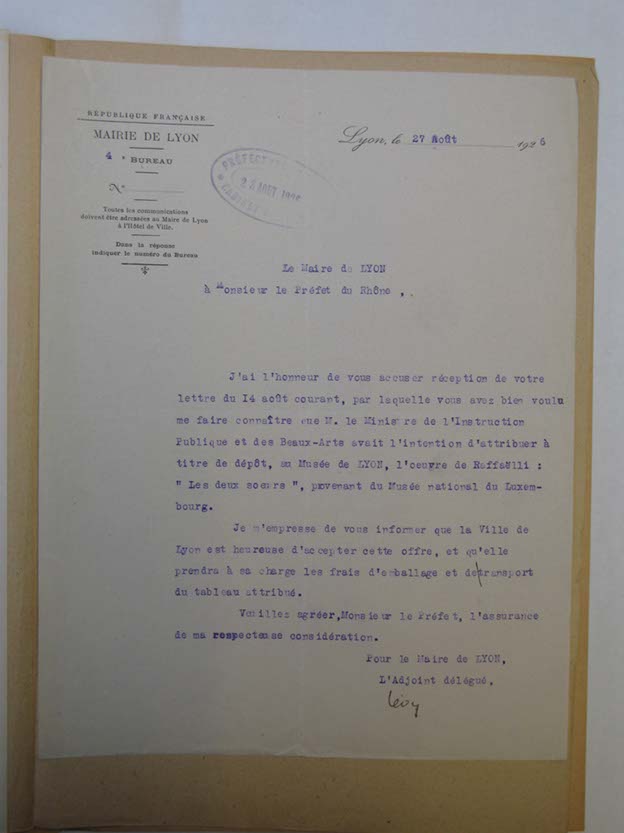 RÉPUBLIQUE FRANÇAISE
MAIRIE DE LYON
4 e BUREAU
N°
Toutes les communications
doivent être adressées au Maire de Lyon
à l'Hôtel de Ville.
Dans la réponse
indiquer le numéro du Bureau
Lyon, le 27 Août 1926
PRÉFECT
28 AOUT 1926
Le Maire de LYON
à Monsieur le Préfet du Rhône ,
J'ai l'honneur de vous accuser réception de votre
lettre du I4 août courant, par laquelle vous avez bien voulu
me faire connaître que M. le Ministre de l'Instruction
Publique et des Beaux-Arts avait l'intention d'attribuer à
titre de dépôt, au Musée de LYON, l'oeuvre de Raffaëlli :
" Les deux soeurs ", provenant du Musée national du Luxem-
bourg.
Je m'empresse de vous informer que la Ville de
Lyon est heureuse d'accepter cette offre, et qu'elle
prendra à sa charge les frais d'emballage et de transport
du tableau attribué.
Veuillez agréer,Monsieur le Préfet, l'assurance
de ma respecteuse considération.
Pour le Maire de LYON,
L'Adjoint délégué.